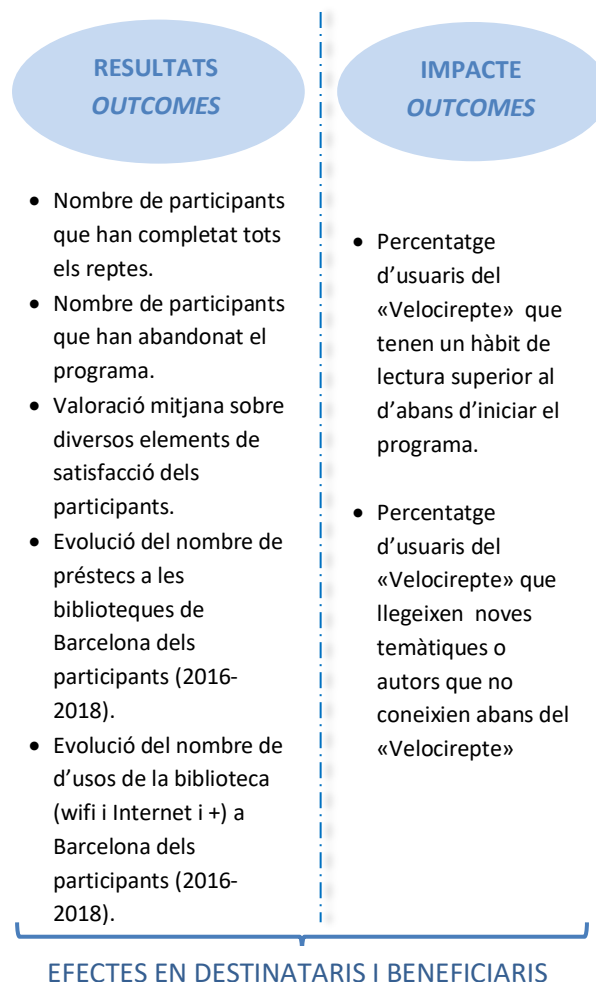 RESULTATS
OUTCOMES
• Nombre de participants
que han completat tots
els reptes.
• Nombre de participants
que han abandonat el
programa.
• Valoració mitjana sobre
diversos elements de
satisfacció dels
participants.
• Evolució del nombre de
préstecs a les
biblioteques de
Barcelona dels
participants (2016-
2018).
• Evolució del nombre de
d’usos de la biblioteca
(wifi i Internet i +) a
Barcelona dels
participants (2016-
2018).
IMPACTE
OUTCOMES
• Percentatge
d’usuaris del
«Velocirepte» que
tenen un hàbit de
lectura superior al
d’abans d’iniciar el
programa.
• Percentatge
d’usuaris del
«Velocirepte» que
llegeixen noves
temàtiques o
autors que no
coneixien abans del
«Velocirepte»
EFECTES EN DESTINATARIS I BENEFICIARIS